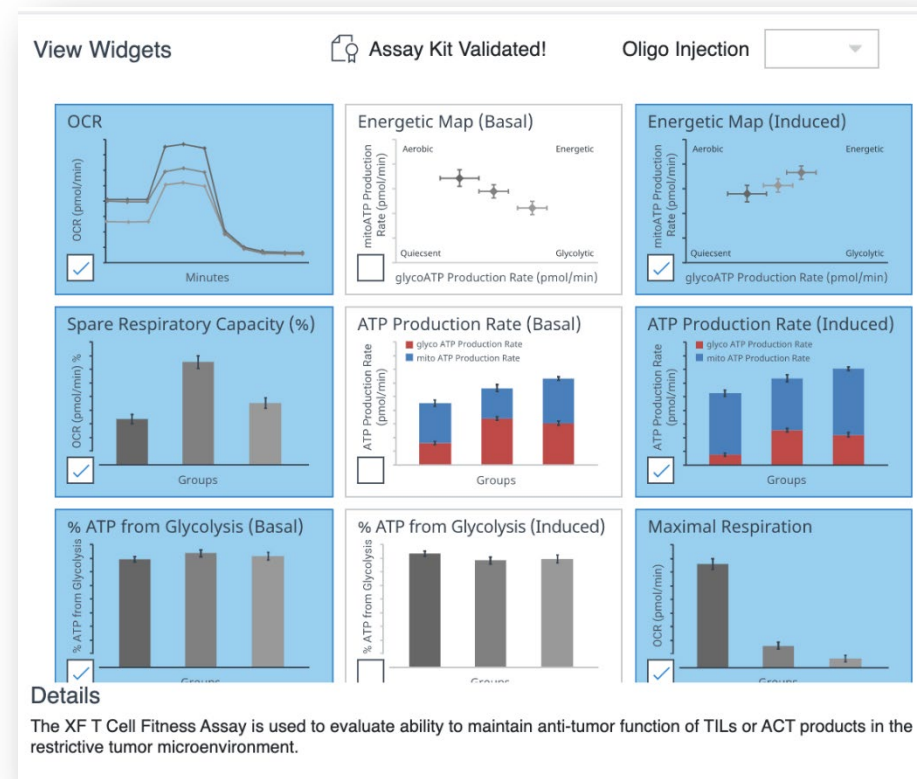 View Widgets
Assay Kit Validated!
Oligo Injection
OCR
OCR (pmol/min)
Minutes
Energetic Map (Basal)
Aerobic
Energetic
mitoATP Production
Rate (pmol/min)
Quiecsent
Glycolytic
glycoATP Production Rate (pmol/min)
Energetic Map (Induced)
Aerobic
Energetic
mitoATP Production
Rate (pmol/min)
Quiecsent
Glycolytic
glycoATP Production Rate (pmol/min)
Spare Respiratory Capacity (%)
OCR (pmol/min) %
Groups
ATP Production Rate (Basal)
glyco ATP Production Rate
mito ATP Production Rate
ATP Production Rate
(pmol/min)
Groups
ATP Production Rate (Induced)
glyco ATP Production Rate
mito ATP Production Rate
ATP Production Rate
(pmol/min)
Groups
% ATP from Glycolysis (Basal)
% ATP from Glycolysis
Groups
% ATP from Glycolysis (Induced)
% ATP from Glycolysis
Groups
Maximal Respiration
OCR (pmol/min)
Groups
Details
The XF T Cell Fitness Assay is used to evaluate ability to maintain anti-tumor function of TILs or ACT products in the
restrictive tumor microenvironment.